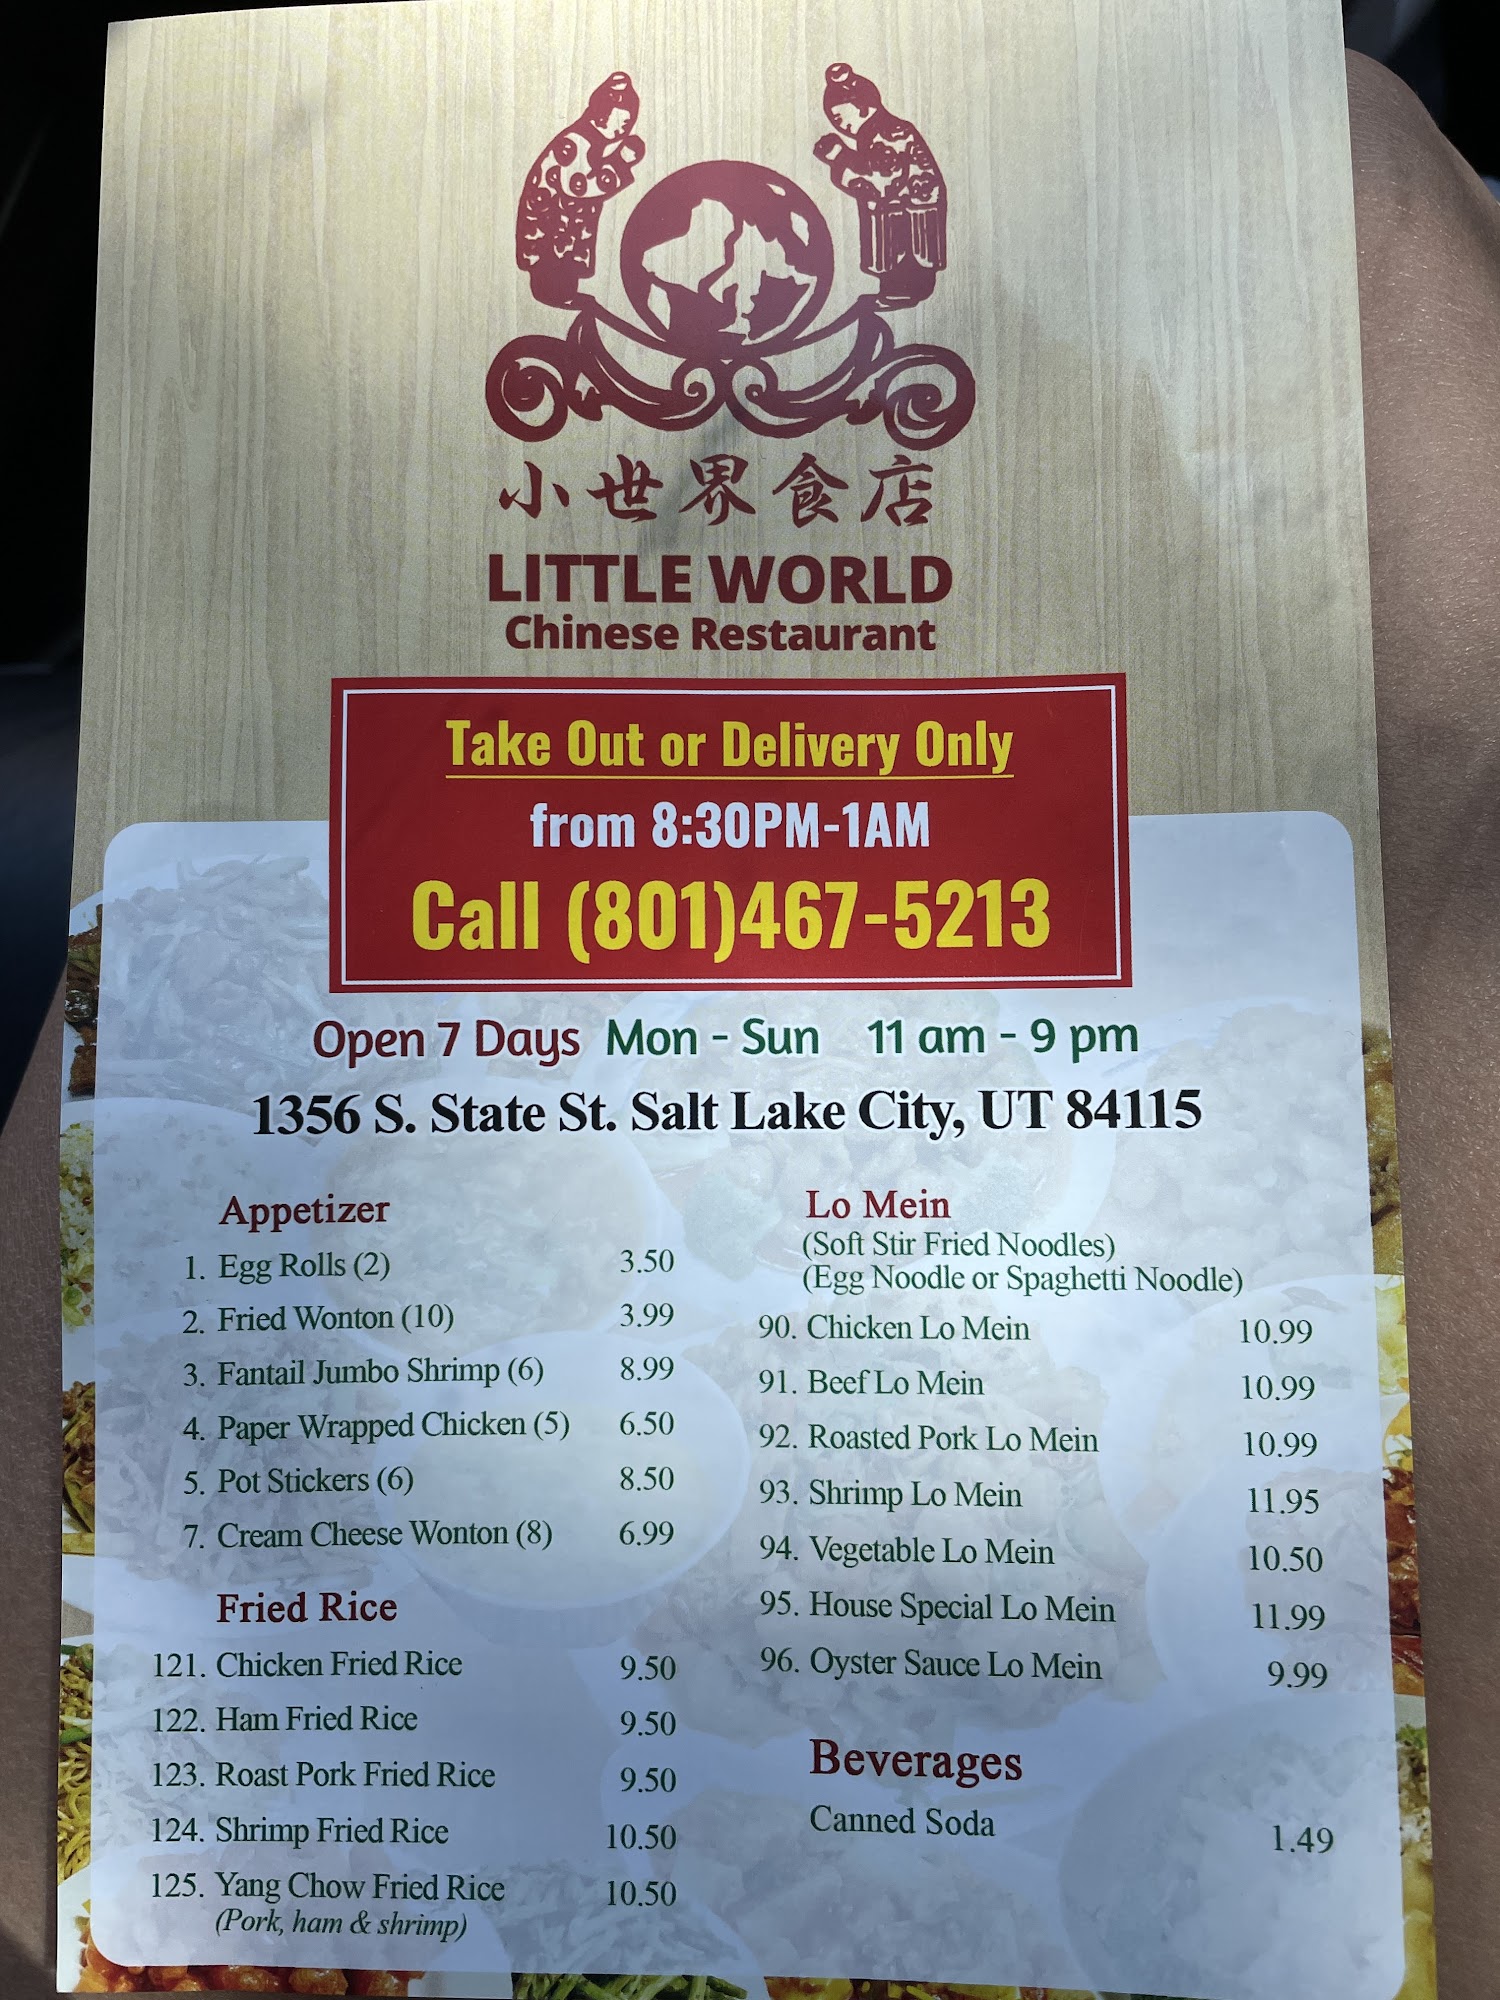 小世界食店
LITTLE WORLD
Chinese Restaurant
Take Out or Delivery Only
from 8:30PM-1AM
Call (801)467-5213
Open 7 Days Mon - Sun 11 am - 9 pm
1356 S. State St. Salt Lake City, UT 84115
Appetizer
1. Egg Rolls (2) 3.50
2. Fried Wonton (10) 3.99
3. Fantail Jumbo Shrimp (6) 8.99
4. Paper Wrapped Chicken (5) 6.50
5. Pot Stickers (6) 8.50
7. Cream Cheese Wonton (8) 6.99
Fried Rice
121. Chicken Fried Rice 9.50
122. Ham Fried Rice 9.50
123. Roast Pork Fried Rice 9.50
124. Shrimp Fried Rice 10.50
125. Yang Chow Fried Rice 10.50
(Pork, ham & shrimp)
Lo Mein
(Soft Stir Fried Noodles)
(Egg Noodle or Spaghetti Noodle)
90. Chicken Lo Mein 10.99
91. Beef Lo Mein 10.99
92. Roasted Pork Lo Mein 10.99
93. Shrimp Lo Mein 11.95
94. Vegetable Lo Mein 10.50
95. House Special Lo Mein 11.99
96. Oyster Sauce Lo Mein 9.99
Beverages
Canned Soda 1.49